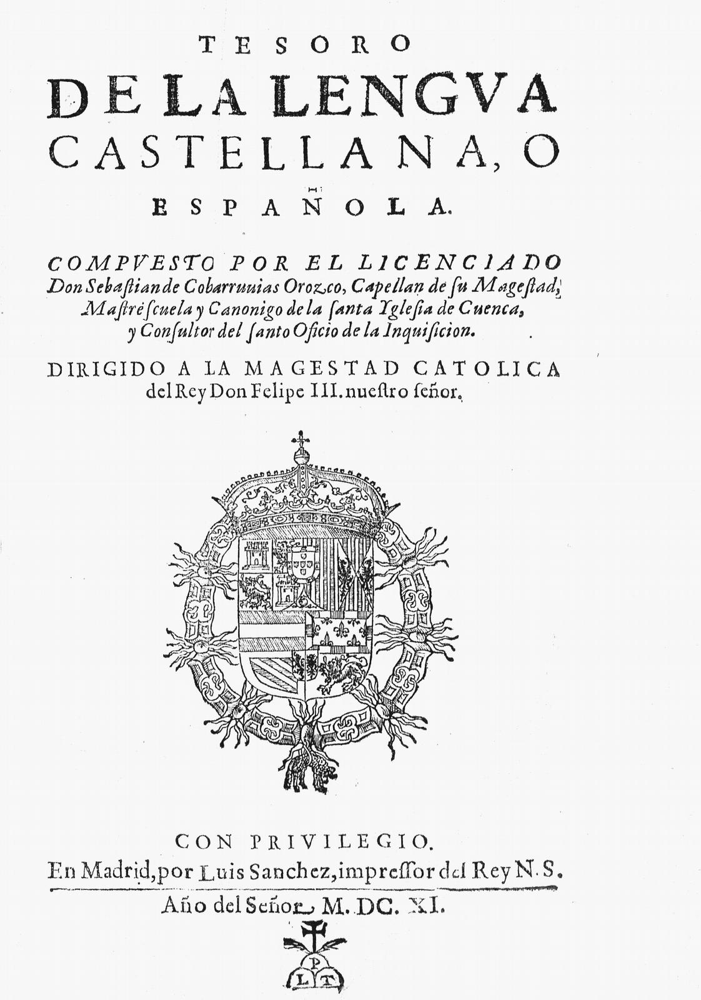 TESORO
DE LA LENGVA
CASTELLANA, O
ESPAÑOLA.
COMPVESTO POR EL LICENCIADO
Don Sebaſtian de Cobarruuias Orozco, Capellan de ſu Mageſtad,
Maſtreſcuela y Canonigo de la ſanta Ygleſia de Cuenca,
y Conſultor del ſanto Oficio de la Inquiſicion.
DIRIGIDO A LA MAGESTAD CATOLICA
del Rey Don Felipe III. nueſtro ſeñor.
CON PRIVILEGIO.
En Madrid, por Luis Sanchez, impreſſor del Rey N. S.
Año del Señor M. DC. XI.
P
L T